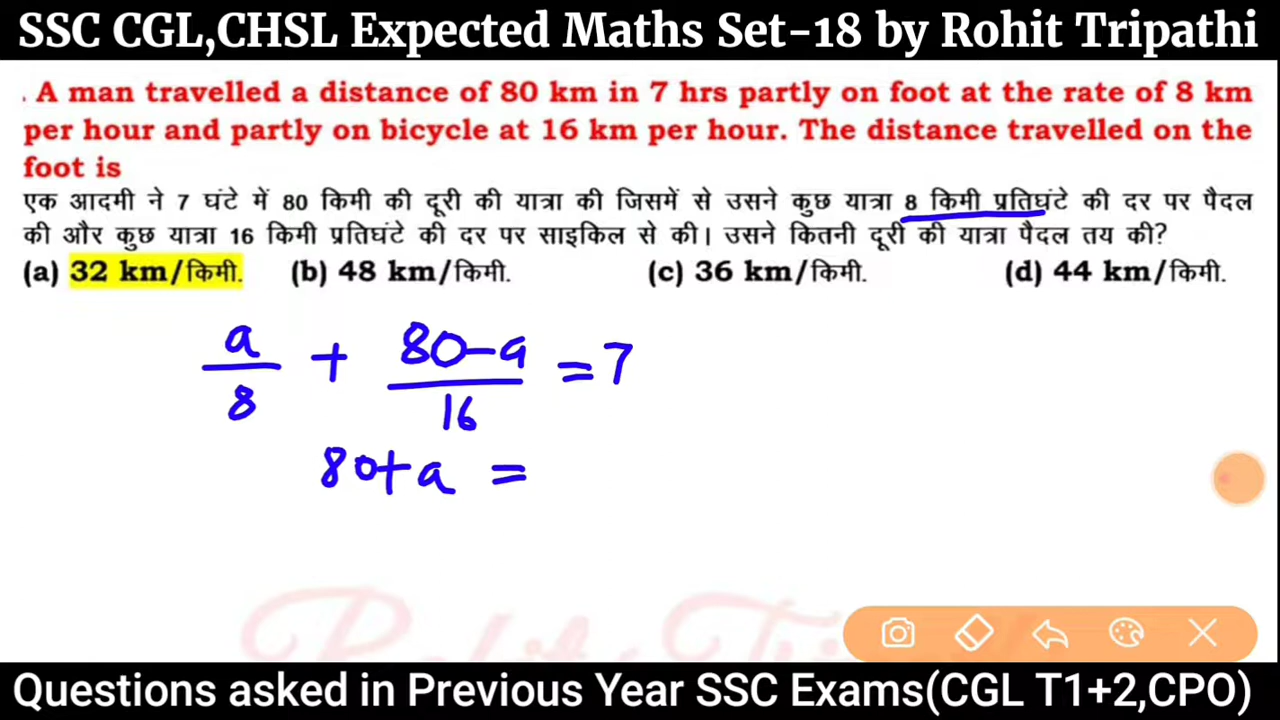 SSC CGL,CHSL Expected Maths Set-18 by Rohit Tripathi
. A man travelled a distance of 80 km in 7 hrs partly on foot at the rate of 8 km
per hour and partly on bicycle at 16 km per hour. The distance travelled on the
foot is
एक आदमी ने 7 घंटे में 80 किमी की दूरी की यात्रा की जिसमें से उसने कुछ यात्रा 8 किमी प्रतिघंटे की दर पर पैदल
की और कुछ यात्रा 16 किमी प्रतिघंटे की दर पर साइकिल से की। उसने कितनी दूरी की यात्रा पैदल तय की?
(a) 32 km/किमी. (b) 48 km/किमी. (c) 36 km/किमी. (d) 44 km/किमी.
a/8 + 80-a/16 = 7
80+a =
Questions asked in Previous Year SSC Exams(CGL T1+2,CPO)